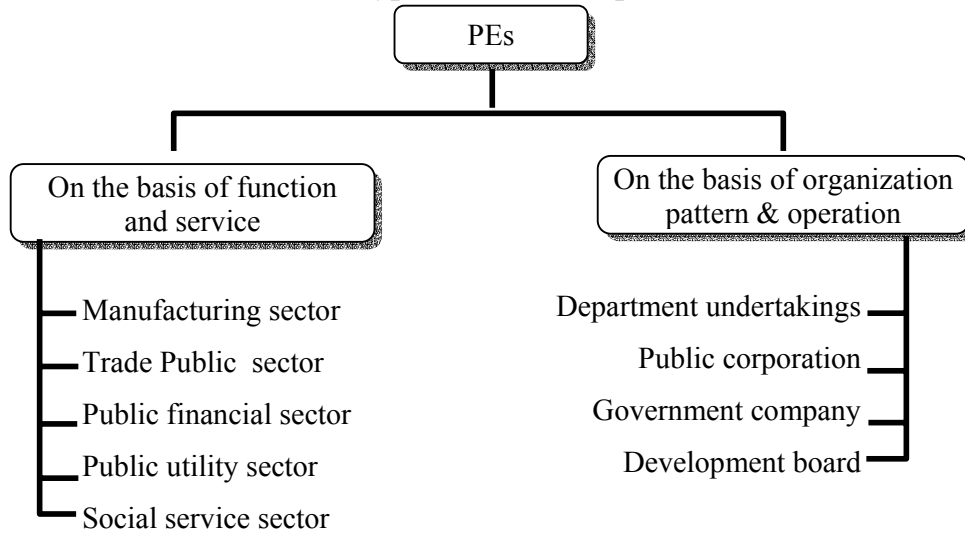 PEs
On the basis of function
and service
On the basis of organization
pattern & operation
Manufacturing sector
Trade Public sector
Public financial sector
Public utility sector
Social service sector
Department undertakings
Public corporation
Government company
Development board